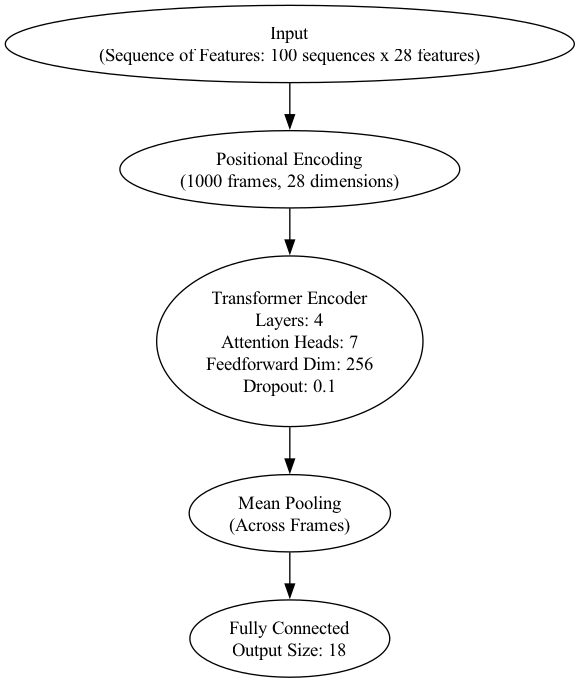 Input
(Sequence of Features: 100 sequences x 28 features)
Positional Encoding
(1000 frames, 28 dimensions)
Transformer Encoder
Layers: 4
Attention Heads: 7
Feedforward Dim: 256
Dropout: 0.1
Mean Pooling
(Across Frames)
Fully Connected
Output Size: 18